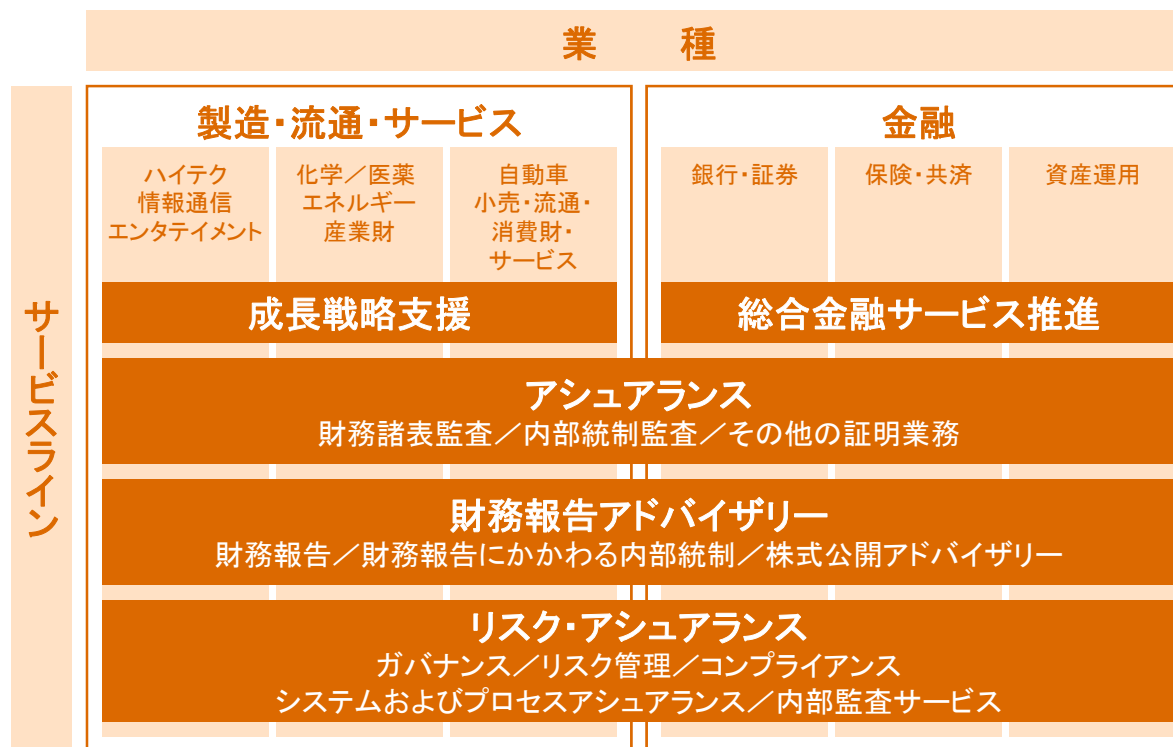 業　種
サービスライン
製造・流通・サービス
ハイテク
情報通信
エンタテイメント
化学／医薬
エネルギー
産業財
自動車
小売・流通・
消費財・
サービス
成長戦略支援
金融
銀行・証券
保険・共済
資産運用
総合金融サービス推進
アシュアランス
財務諸表監査／内部統制監査／その他の証明業務
財務報告アドバイザリー
財務報告／財務報告にかかわる内部統制／株式公開アドバイザリー
リスク・アシュアランス
ガバナンス／リスク管理／コンプライアンス
システムおよびプロセスアシュアランス／内部監査サービス